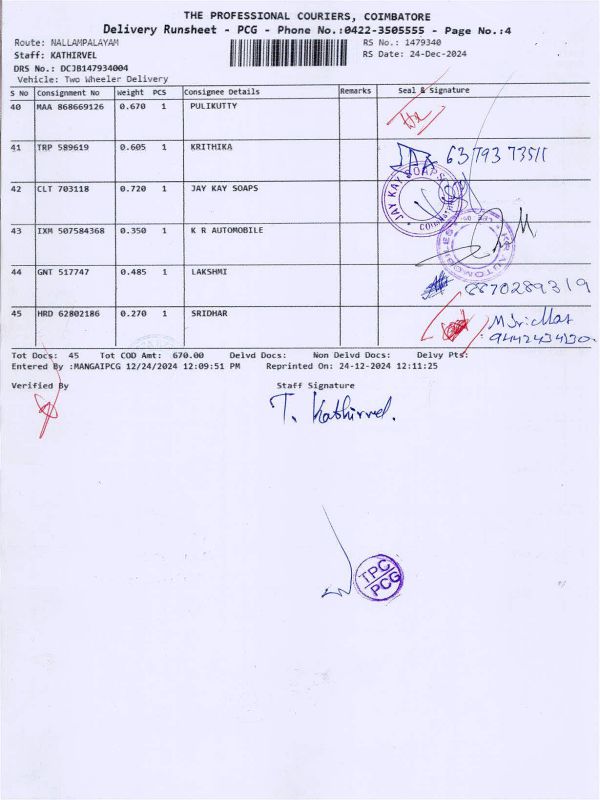 THE PROFESSIONAL COURIERS, COIMBATORE
Delivery Runsheet - PCG - Phone No.:0422-3505555 - Page No.:4
Route: NALLAMPALAYAM RS No.: 1479340
Staff: KATHIRVEL RS Date: 24-Dec-2024
DRS No.: DCJB147934004
Vehicle: Two Wheeler Delivery
S No Consignment No Weight PCS Consignee Details Remarks Seal & Signature
40 MAA 868669126 0.670 1 PULIKUTTY
41 TRP 589619 0.605 1 KRITHIKA 6379373511
42 CLT 703118 0.720 1 JAY KAY SOAPS JAY KAY SOAPS
43 IXM 507584368 0.350 1 K R AUTOMOBILE
44 GNT 517747 0.485 1 LAKSHMI 8870289319
45 HRD 62802186 0.270 1 SRIDHAR
Tot Docs: 45 Tot COD Amt: 670.00 Delvd Docs: Non Delvd Docs: Delvy Pts:
Entered By :MANGAIPCG 12/24/2024 12:09:51 PM Reprinted On: 24-12-2024 12:11:25
Verified By Staff Signature
T. Kathirvel.
TPC
PCG